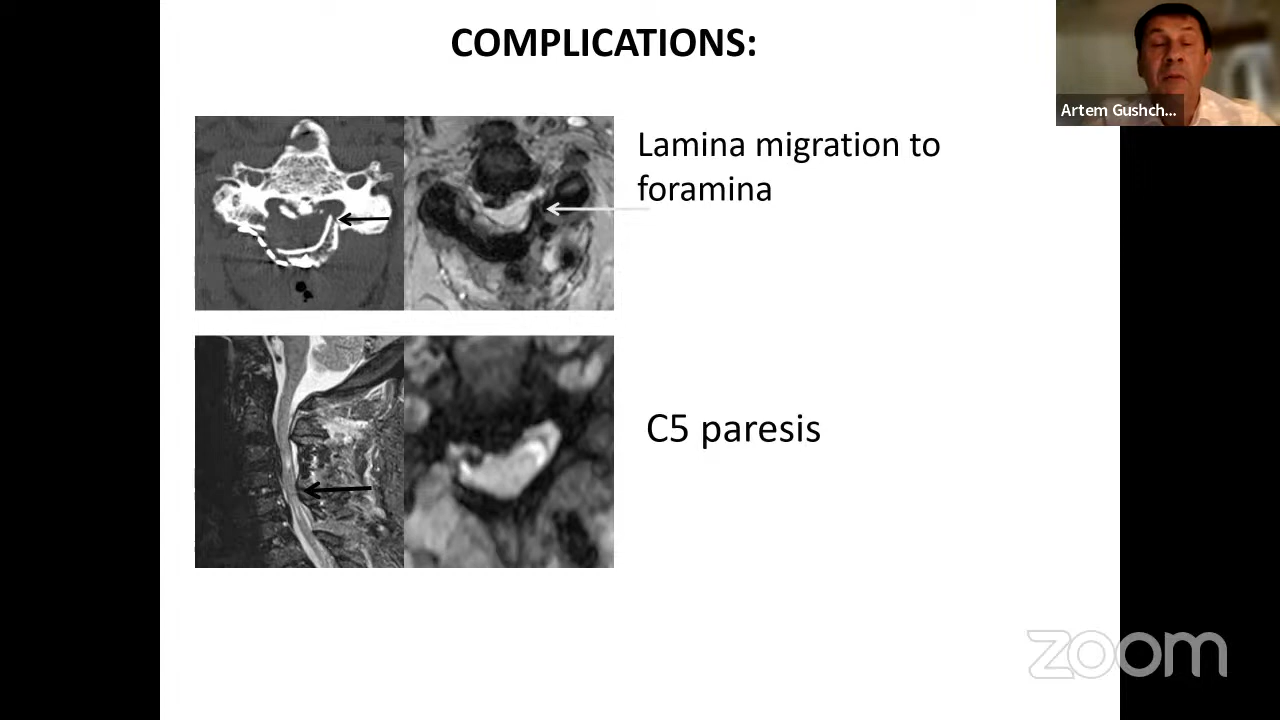 COMPLICATIONS:
Artem Gushch...
Lamina migration to
foramina
C5 paresis
zoom